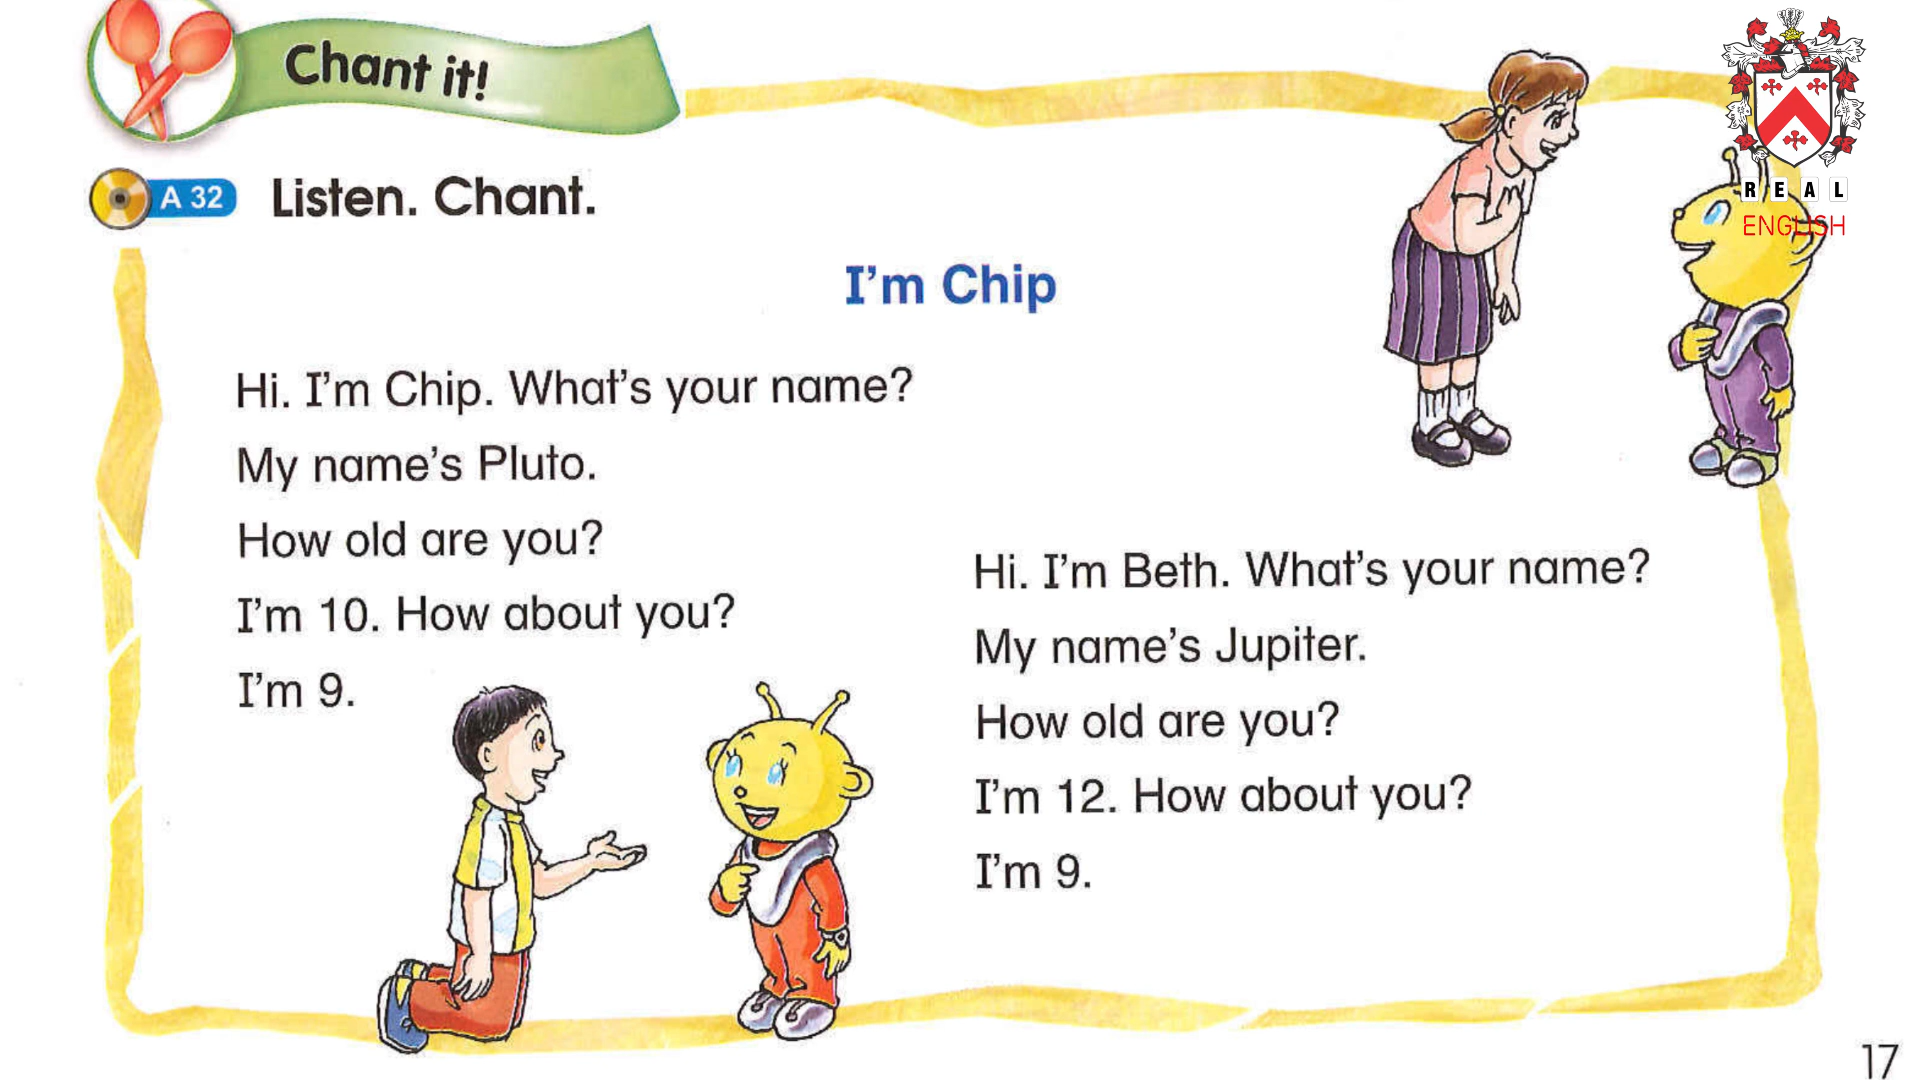 Chant it!
A 32
Listen. Chant.
REAL
ENGLISH
I'm Chip
Hi. I'm Chip. What's your name?
My name's Pluto.
How old are you?
I'm 10. How about you?
I'm 9.
Hi. I'm Beth. What's your name?
My name's Jupiter.
How old are you?
I'm 12. How about you?
I'm 9.
17